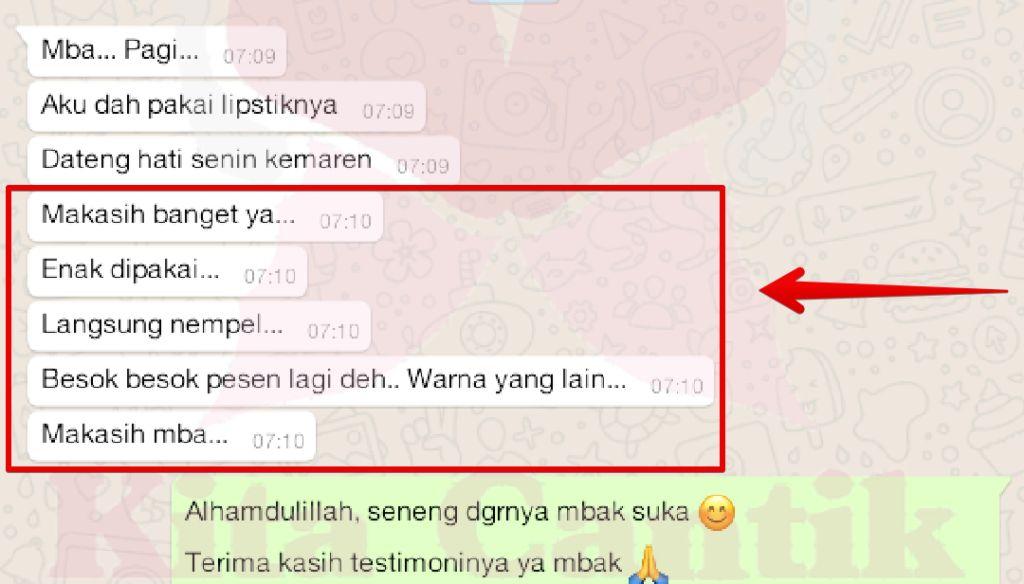 Mba... Pagi... 07:09
Aku dah pakai lipstiknya 07:09
Dateng hati senin kemaren 07:09
Makasih banget ya... 07:10
Enak dipakai... 07:10
Langsung nempel... 07:10
Besok besok pesen lagi deh.. Warna yang lain... 07:10
Makasih mba... 07:10
Alhamdulillah, seneng dgrnya mbak suka 😊
Terima kasih testimoninya ya mbak 🙏
Kita Cantik